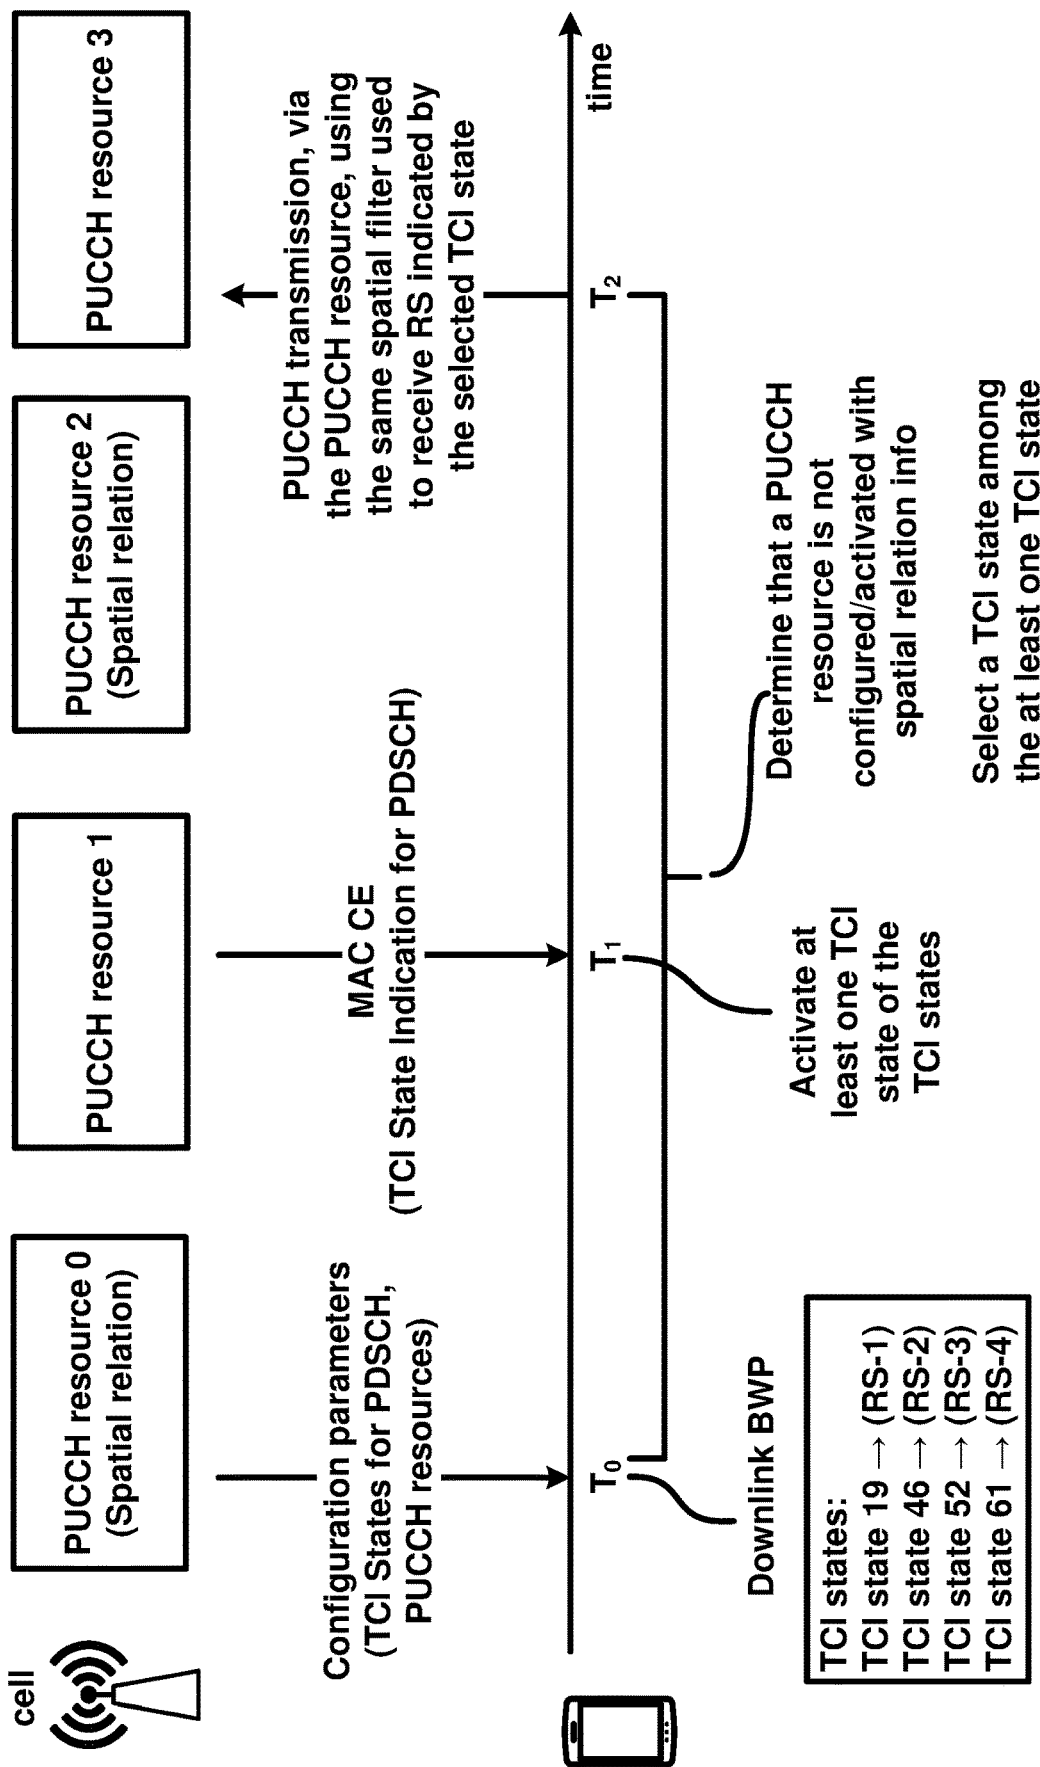 cell
PUCCH resource 0
(Spatial relation)
PUCCH resource 1
PUCCH resource 2
(Spatial relation)
PUCCH resource 3
Configuration parameters
(TCI States for PDSCH,
PUCCH resources)
MAC CE
(TCI State Indication for PDSCH)
PUCCH transmission, via
the PUCCH resource, using
the same spatial filter used
to receive RS indicated by
the selected TCI state
T0
T1
T2
time
Downlink BWP
TCI states:
TCI state 19 → (RS-1)
TCI state 46 → (RS-2)
TCI state 52 → (RS-3)
TCI state 61 → (RS-4)
Activate at
least one TCI
state of the
TCI states
Determine that a PUCCH
resource is not
configured/activated with
spatial relation info
Select a TCI state among
the at least one TCI state